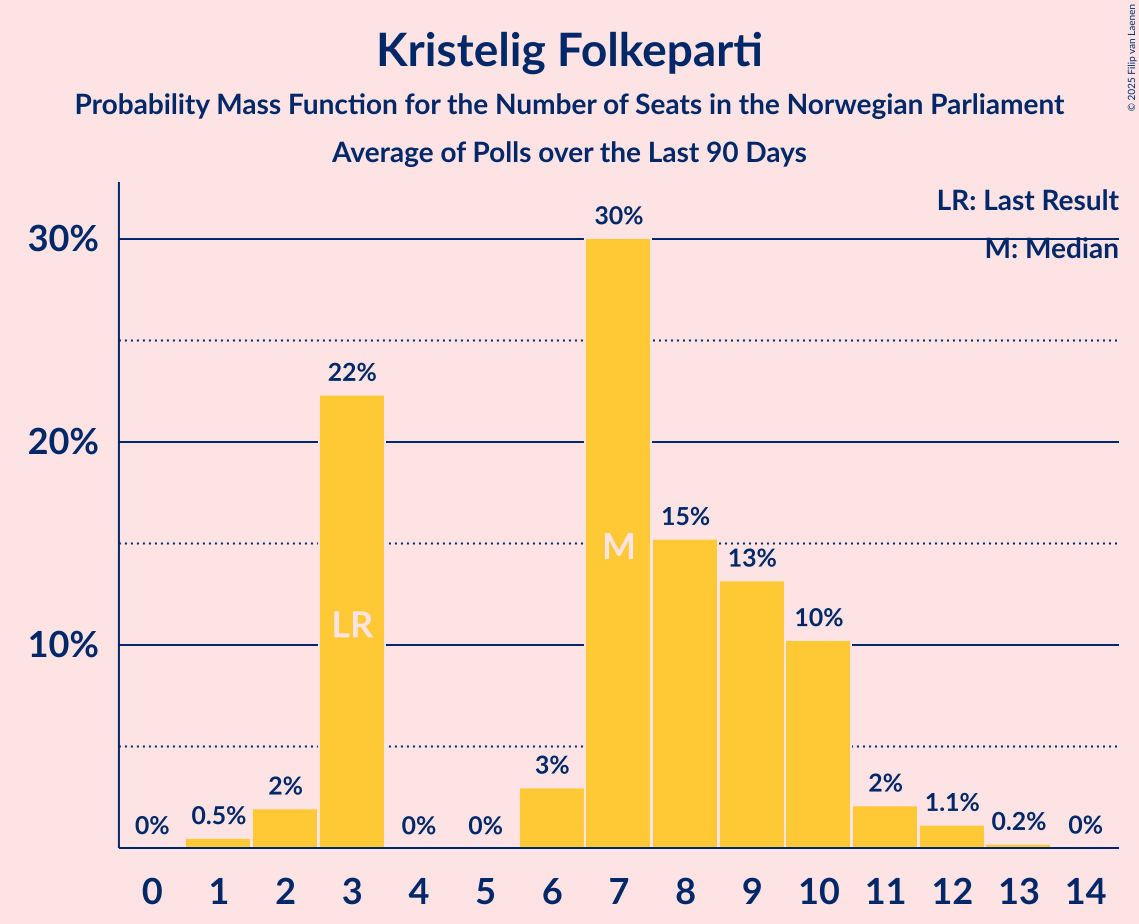 Kristelig Folkeparti
Probability Mass Function for the Number of Seats in the Norwegian Parliament
Average of Polls over the Last 90 Days
© 2025 Filip van Laenen
LR: Last Result
M: Median
30%
20%
10%
0%
0.5%
2%
22%
0%
0%
3%
30%
15%
13%
10%
2%
1.1%
0.2%
0%
LR
M
0 1 2 3 4 5 6 7 8 9 10 11 12 13 14